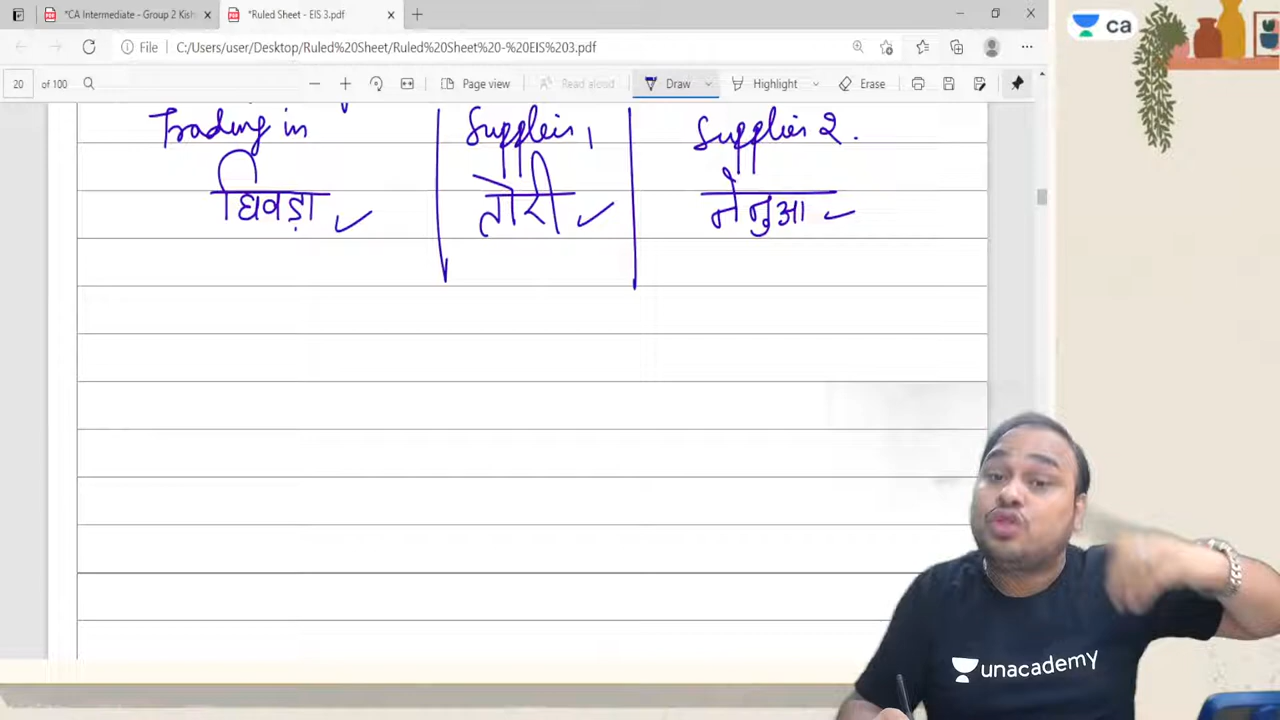 *CA Intermediate - Group 2 Kish
*Ruled Sheet - EIS 3.pdf
File
C:/Users/user/Desktop/Ruled%20Sheet/Ruled%20Sheet%20-%20EIS%203.pdf
20 of 100
Page view
Read aloud
Draw
Highlight
Erase
ca
Trading in
Supplier 1
Supplier 2.
घिवड़ा
तोरी
नेनुआ
unacademy